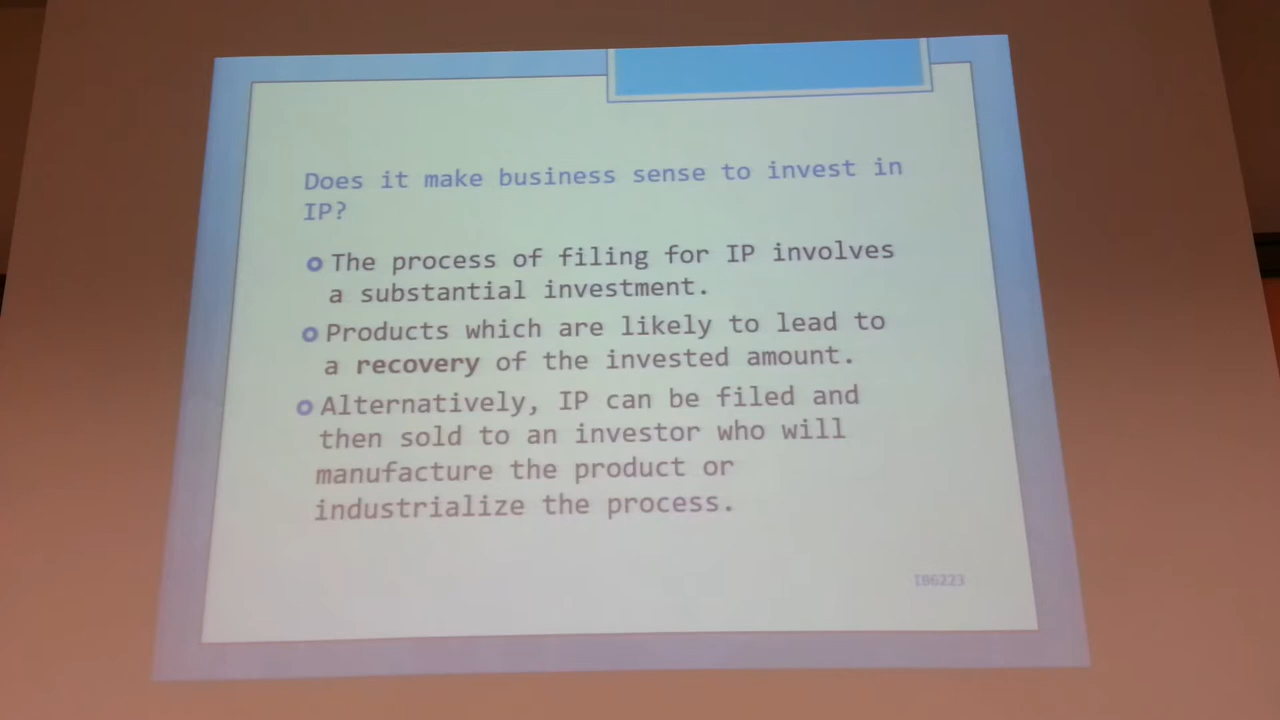 Does it make business sense to invest in
IP?
The process of filing for IP involves
a substantial investment.
Products which are likely to lead to
a recovery of the invested amount.
Alternatively, IP can be filed and
then sold to an investor who will
manufacture the product or
industrialize the process.
IB6223